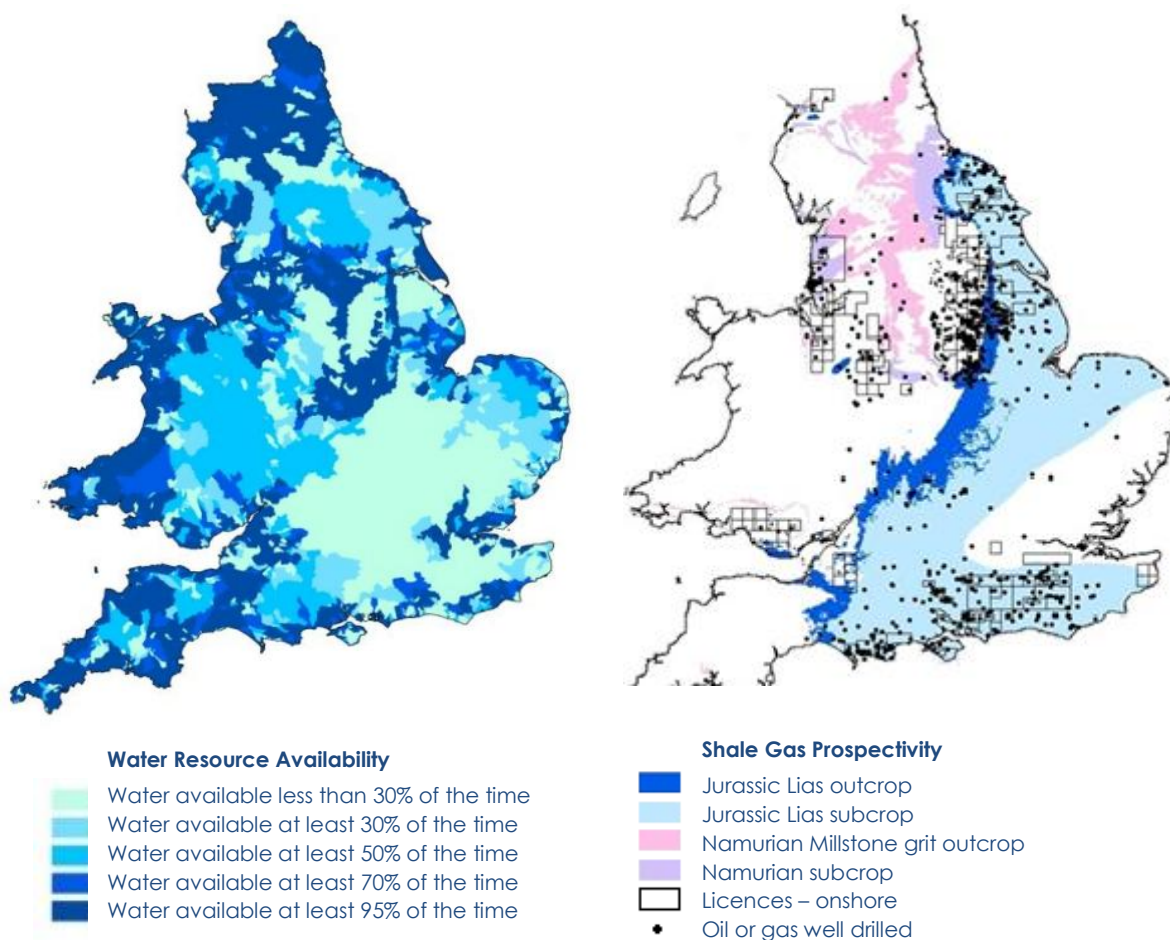 Water Resource Availability
Water available less than 30% of the time
Water available at least 30% of the time
Water available at least 50% of the time
Water available at least 70% of the time
Water available at least 95% of the time
Shale Gas Prospectivity
Jurassic Lias outcrop
Jurassic Lias subcrop
Namurian Millstone grit outcrop
Namurian subcrop
Licences – onshore
Oil or gas well drilled